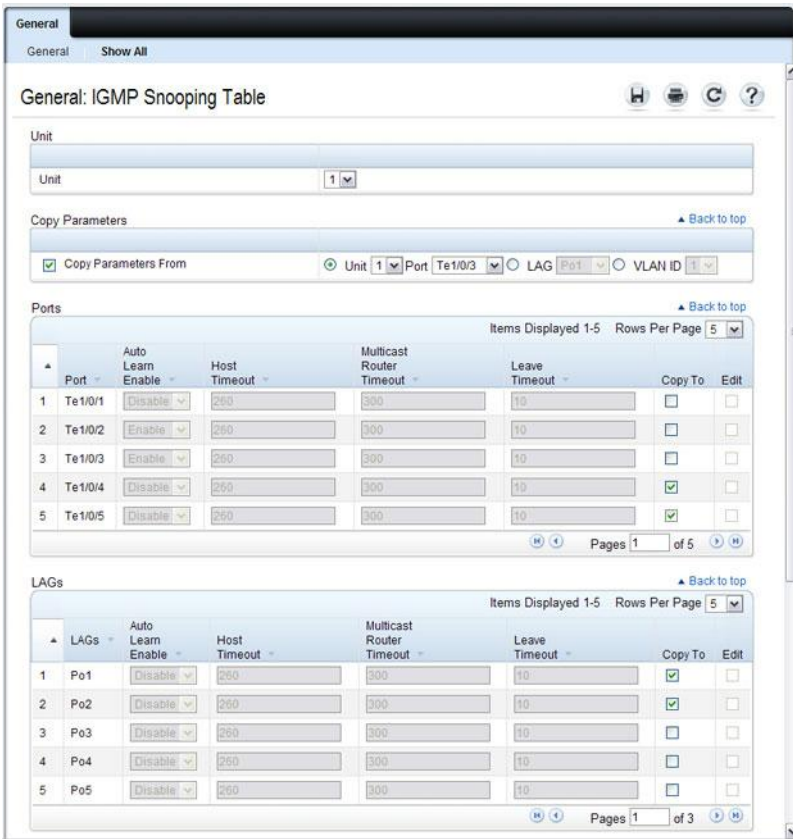 General
General Show All
General: IGMP Snooping Table
Unit
Unit 1
Copy Parameters
Back to top
Copy Parameters From Unit 1 Port Te1/0/3 LAG Po1 VLAN ID 1
Ports
Back to top
Items Displayed 1-5 Rows Per Page 5
Port Auto Learn Enable Host Timeout Multicast Router Timeout Leave Timeout Copy To Edit
1 Te1/0/1 Disable 260 300 10
2 Te1/0/2 Enable 260 300 10
3 Te1/0/3 Enable 260 300 10
4 Te1/0/4 Disable 260 300 10
5 Te1/0/5 Disable 260 300 10
Pages 1 of 5
LAGs
Back to top
Items Displayed 1-5 Rows Per Page 5
LAGs Auto Learn Enable Host Timeout Multicast Router Timeout Leave Timeout Copy To Edit
1 Po1 Disable 260 300 10
2 Po2 Disable 260 300 10
3 Po3 Disable 260 300 10
4 Po4 Disable 260 300 10
5 Po5 Disable 260 300 10
Pages 1 of 3